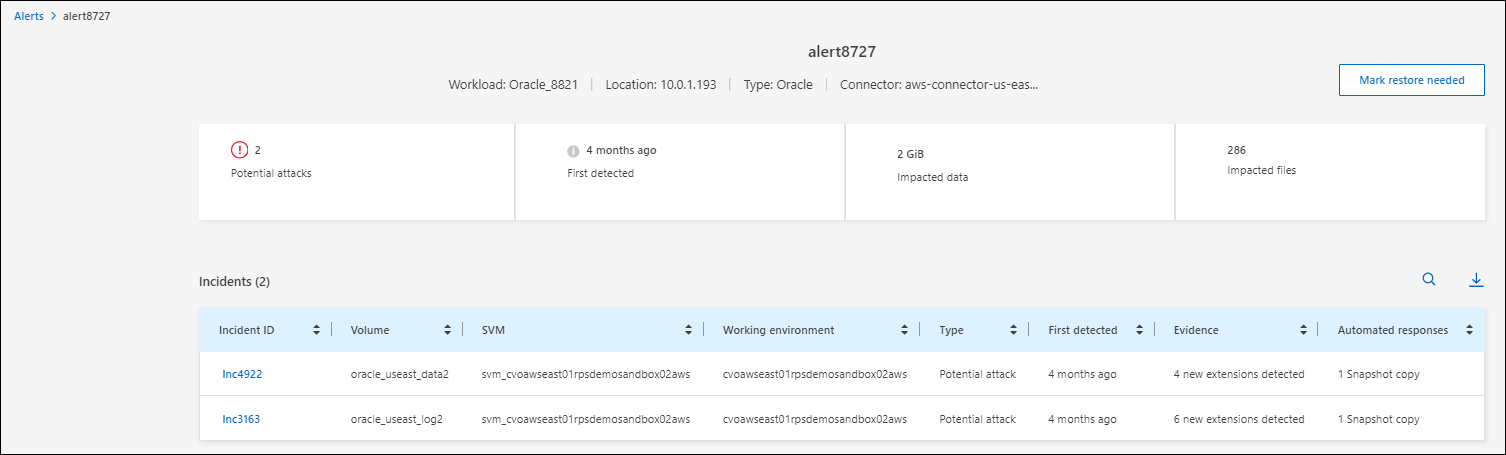 Alerts > alert8727
alert8727
Workload: Oracle_8821 | Location: 10.0.1.193 | Type: Oracle | Connector: aws-connector-us-eas...
Mark restore needed
2
Potential attacks
4 months ago
First detected
2 GiB
Impacted data
286
Impacted files
Incidents (2)
Incident ID Volume SVM Working environment Type First detected Evidence Automated responses
Inc4922 oracle_useast_data2 svm_cvoawseast01rpsdemosandbox02aws cvoawseast01rpsdemosandbox02aws Potential attack 4 months ago 4 new extensions detected 1 Snapshot copy
Inc3163 oracle_useast_log2 svm_cvoawseast01rpsdemosandbox02aws cvoawseast01rpsdemosandbox02aws Potential attack 4 months ago 6 new extensions detected 1 Snapshot copy